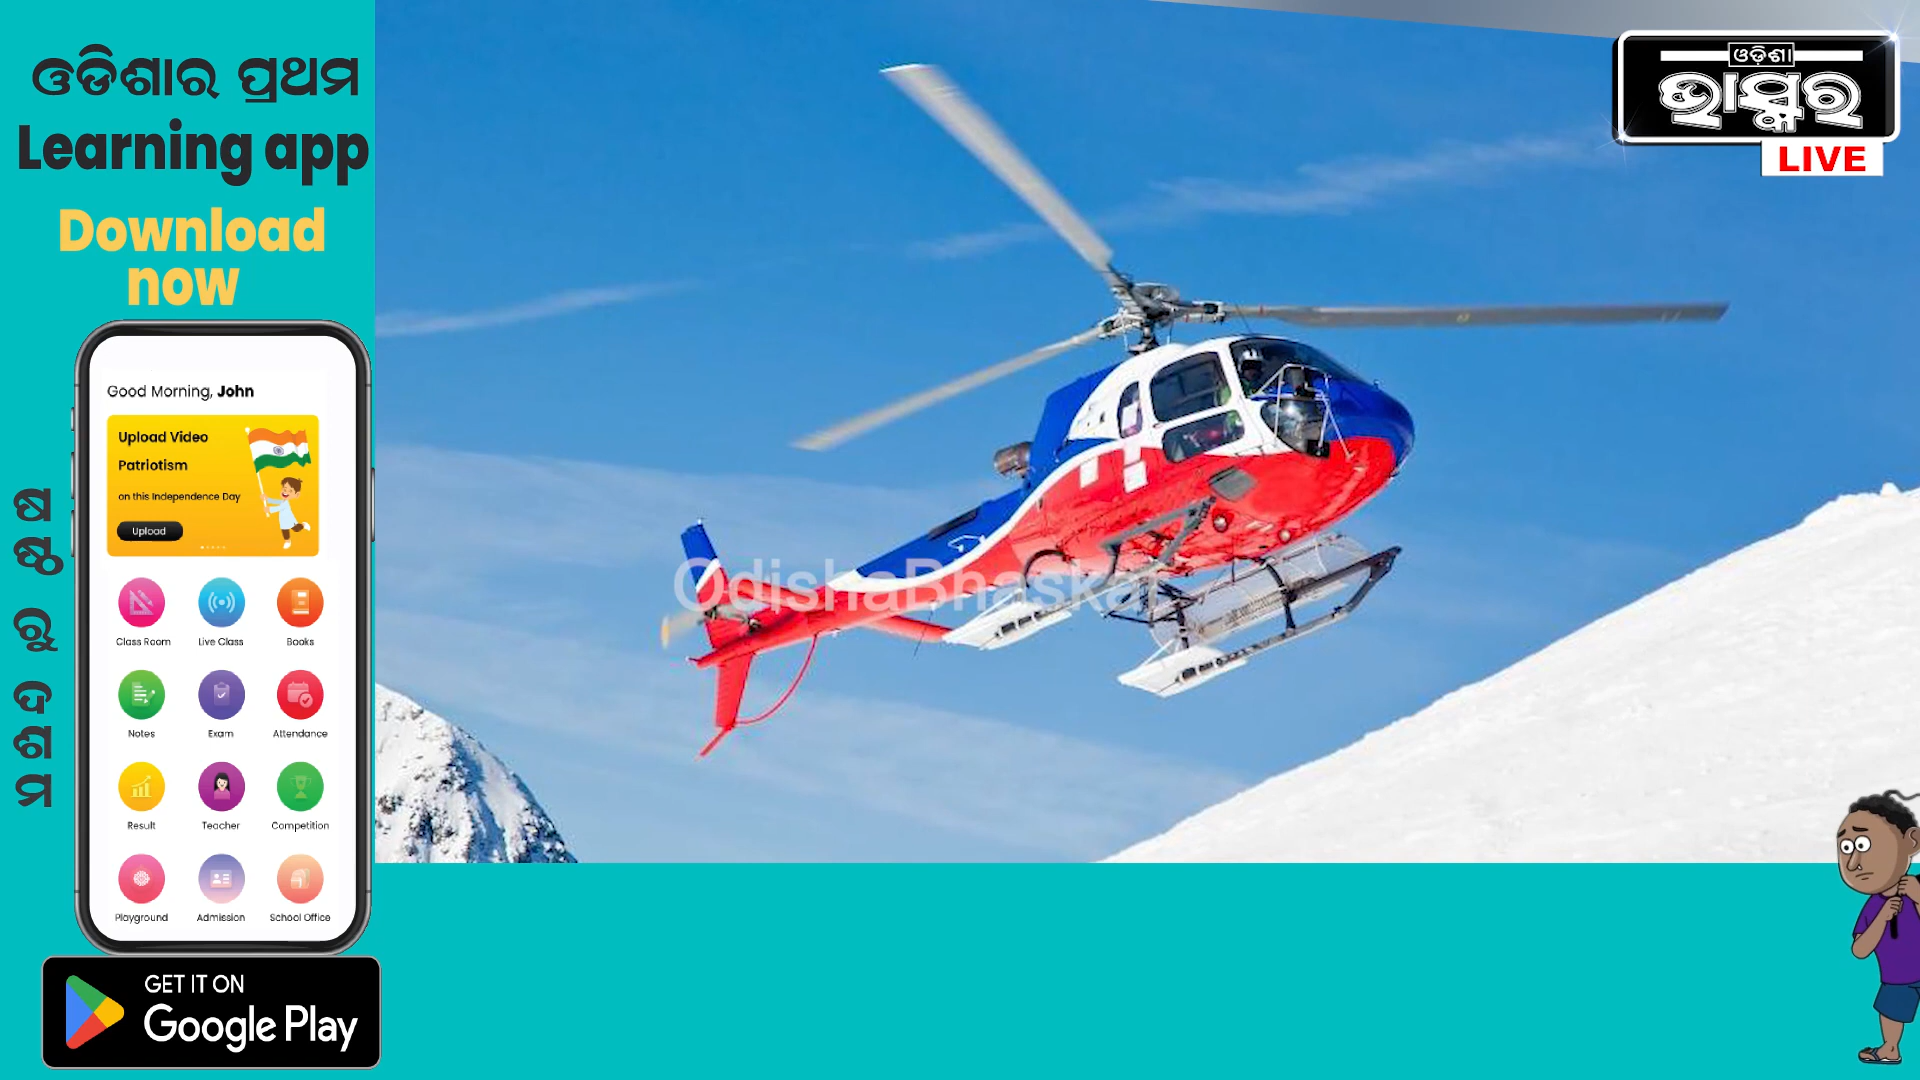 ଓଡିଶାର ପ୍ରଥମ
Learning app
Download
now
ଷଷ୍ଠ ରୁ ଦଶମ
Good Morning, John
Upload Video
Patriotism
on this Independence Day
Upload
Class Room
Live Class
Books
Notes
Exam
Attendance
Result
Teacher
Competition
Playground
Admission
School Office
GET IT ON
Google Play
OdishaBhaskar
ଓଡ଼ିଶା
ଭାସ୍କର
LIVE